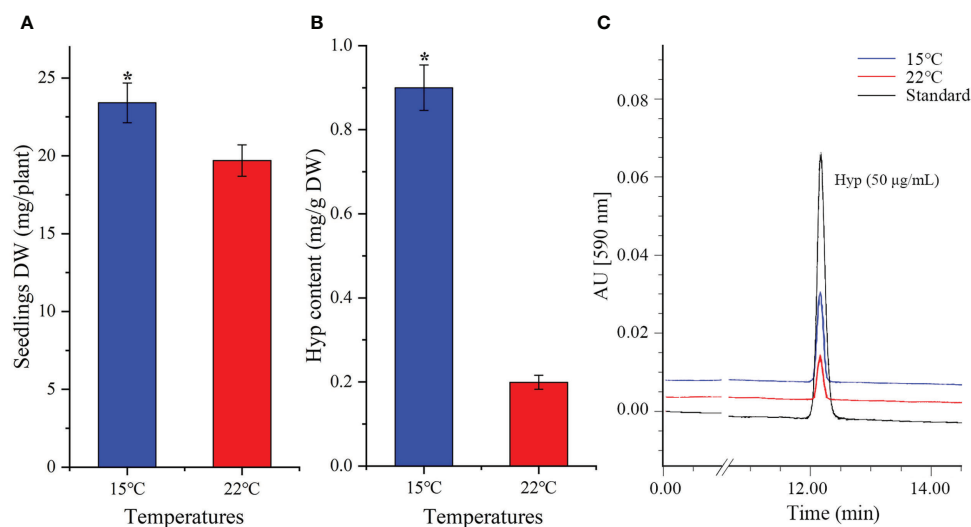 A
Seedlings DW (mg/plant)
25
20
15
10
5
0
*
15℃
22℃
Temperatures
B
Hyp content (mg/g DW)
1.0
0.8
0.6
0.4
0.2
0.0
*
15℃
22℃
Temperatures
C
AU [590 nm]
0.08
0.06
0.04
0.02
0.00
15℃
22℃
Standard
Hyp (50 μg/mL)
0.00
12.00
14.00
Time (min)